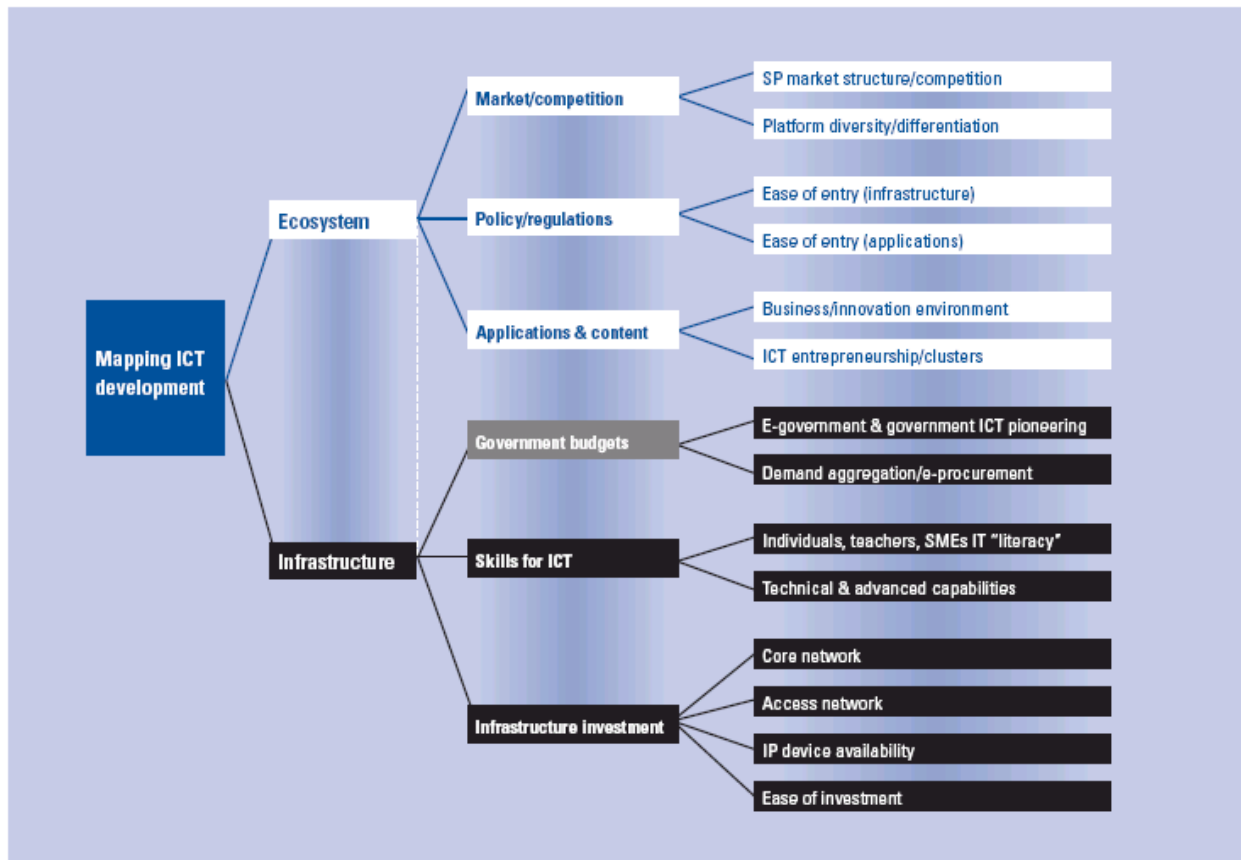 Mapping ICT
development
Ecosystem
Infrastructure
Market/competition
Policy/regulations
Applications & content
Government budgets
Skills for ICT
Infrastructure investment
SP market structure/competition
Platform diversity/differentiation
Ease of entry (infrastructure)
Ease of entry (applications)
Business/innovation environment
ICT entrepreneurship/clusters
E-government & government ICT pioneering
Demand aggregation/e-procurement
Individuals, teachers, SMEs IT "literacy"
Technical & advanced capabilities
Core network
Access network
IP device availability
Ease of investment